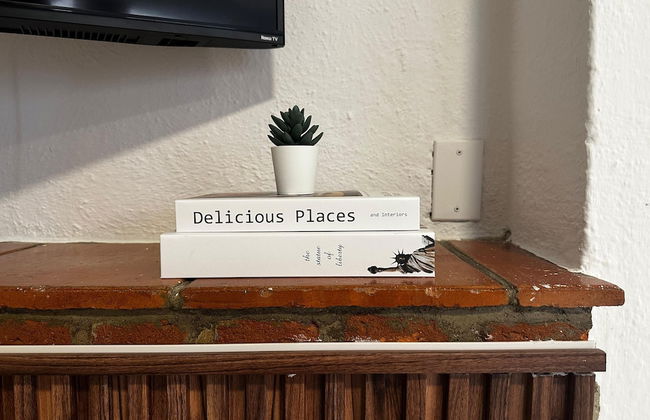 Roku TV
Delicious Places and Interiors
the
statue
of
liberty